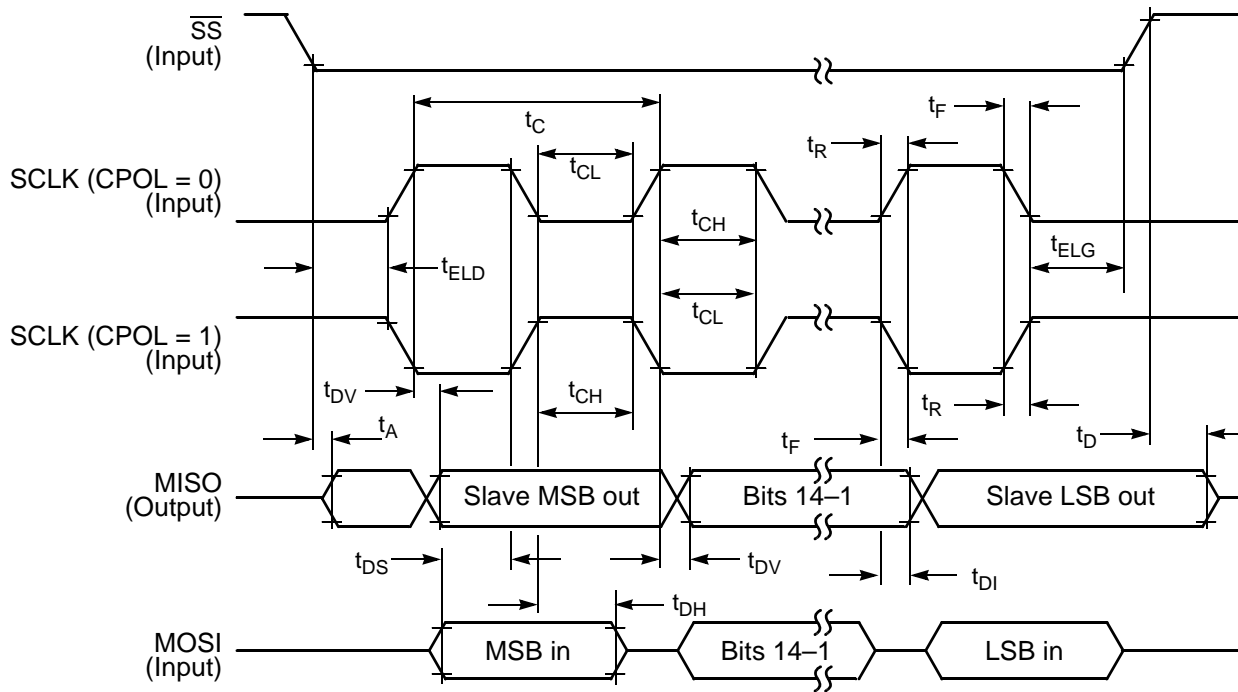 SS
(Input)
tF
tC
tR
SCLK (CPOL = 0)
(Input)
tCL
tCH
tELG
tELD
tCL
SCLK (CPOL = 1)
(Input)
tDV
tCH
tR
tA
tF
tD
MISO
(Output)
Slave MSB out
Bits 14–1
Slave LSB out
tDS
tDV
tDI
tDH
MOSI
(Input)
MSB in
Bits 14–1
LSB in